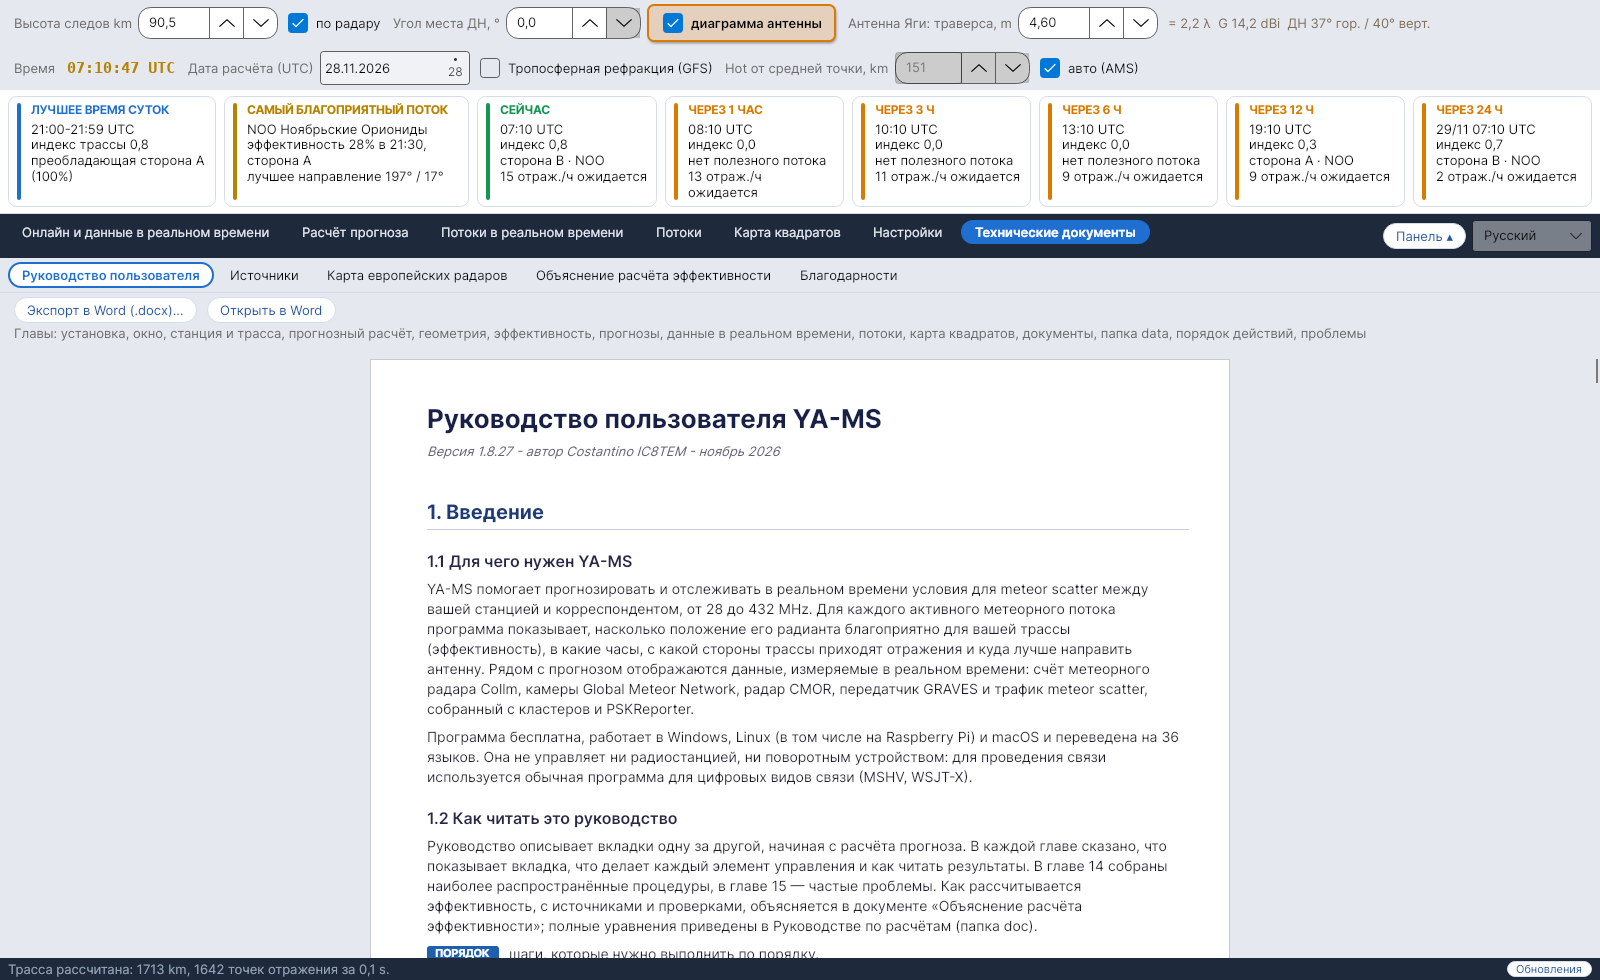 Высота следов km 90,5 по радару Угол места ДН, ° 0,0 диаграмма антенны Антенна Яги: траверса, m 4,60 = 2,2 λ G 14,2 dBi ДН 37° гор. / 40° верт.
Время 07:10:47 UTC Дата расчёта (UTC) 28.11.2026 28 Тропосферная рефракция (GFS) Hot от средней точки, km 151 авто (AMS)
ЛУЧШЕЕ ВРЕМЯ СУТОК
21:00-21:59 UTC
индекс трассы 0,8
преобладающая сторона A
(100%)
САМЫЙ БЛАГОПРИЯТНЫЙ ПОТОК
NOO Ноябрьские Ориониды
эффективность 28% в 21:30,
сторона A
лучшее направление 197° / 17°
СЕЙЧАС
07:10 UTC
индекс 0,8
сторона B · NOO
15 отраж./ч ожидается
ЧЕРЕЗ 1 ЧАС
08:10 UTC
индекс 0,0
нет полезного потока
13 отраж./ч
ожидается
ЧЕРЕЗ 3 Ч
10:10 UTC
индекс 0,0
нет полезного потока
11 отраж./ч ожидается
ЧЕРЕЗ 6 Ч
13:10 UTC
индекс 0,0
нет полезного потока
9 отраж./ч ожидается
ЧЕРЕЗ 12 Ч
19:10 UTC
индекс 0,3
сторона A · NOO
9 отраж./ч ожидается
ЧЕРЕЗ 24 Ч
29/11 07:10 UTC
индекс 0,7
сторона B · NOO
2 отраж./ч ожидается
Онлайн и данные в реальном времени Расчёт прогноза Потоки в реальном времени Потоки Карта квадратов Настройки Технические документы Панель ▴ Русский
Руководство пользователя Источники Карта европейских радаров Объяснение расчёта эффективности Благодарности
Экспорт в Word (.docx)... Открыть в Word
Главы: установка, окно, станция и трасса, прогнозный расчёт, геометрия, эффективность, прогнозы, данные в реальном времени, потоки, карта квадратов, документы, папка data, порядок действий, проблемы
Руководство пользователя YA-MS
Версия 1.8.27 - автор Costantino IC8TEM - ноябрь 2026
1. Введение
1.1 Для чего нужен YA-MS
YA-MS помогает прогнозировать и отслеживать в реальном времени условия для meteor scatter между
вашей станцией и корреспондентом, от 28 до 432 MHz. Для каждого активного метеорного потока
программа показывает, насколько положение его радианта благоприятно для вашей трассы
(эффективность), в какие часы, с какой стороны трассы приходят отражения и куда лучше направить
антенну. Рядом с прогнозом отображаются данные, измеряемые в реальном времени: счёт метеорного
радара Collm, камеры Global Meteor Network, радар CMOR, передатчик GRAVES и трафик meteor scatter,
собранный с кластеров и PSKReporter.
Программа бесплатна, работает в Windows, Linux (в том числе на Raspberry Pi) и macOS и переведена на 36
языков. Она не управляет ни радиостанцией, ни поворотным устройством: для проведения связи
используется обычная программа для цифровых видов связи (MSHV, WSJT-X).
1.2 Как читать это руководство
Руководство описывает вкладки одну за другой, начиная с расчёта прогноза. В каждой главе сказано, что
показывает вкладка, что делает каждый элемент управления и как читать результаты. В главе 14 собраны
наиболее распространённые процедуры, в главе 15 — частые проблемы. Как рассчитывается
эффективность, с источниками и проверками, объясняется в документе «Объяснение расчёта
эффективности»; полные уравнения приведены в Руководстве по расчётам (папка doc).
ПОРЯДОК шаги, которые нужно выполнить по порядку.
Трасса рассчитана: 1713 km, 1642 точек отражения за 0,1 s. Обновления